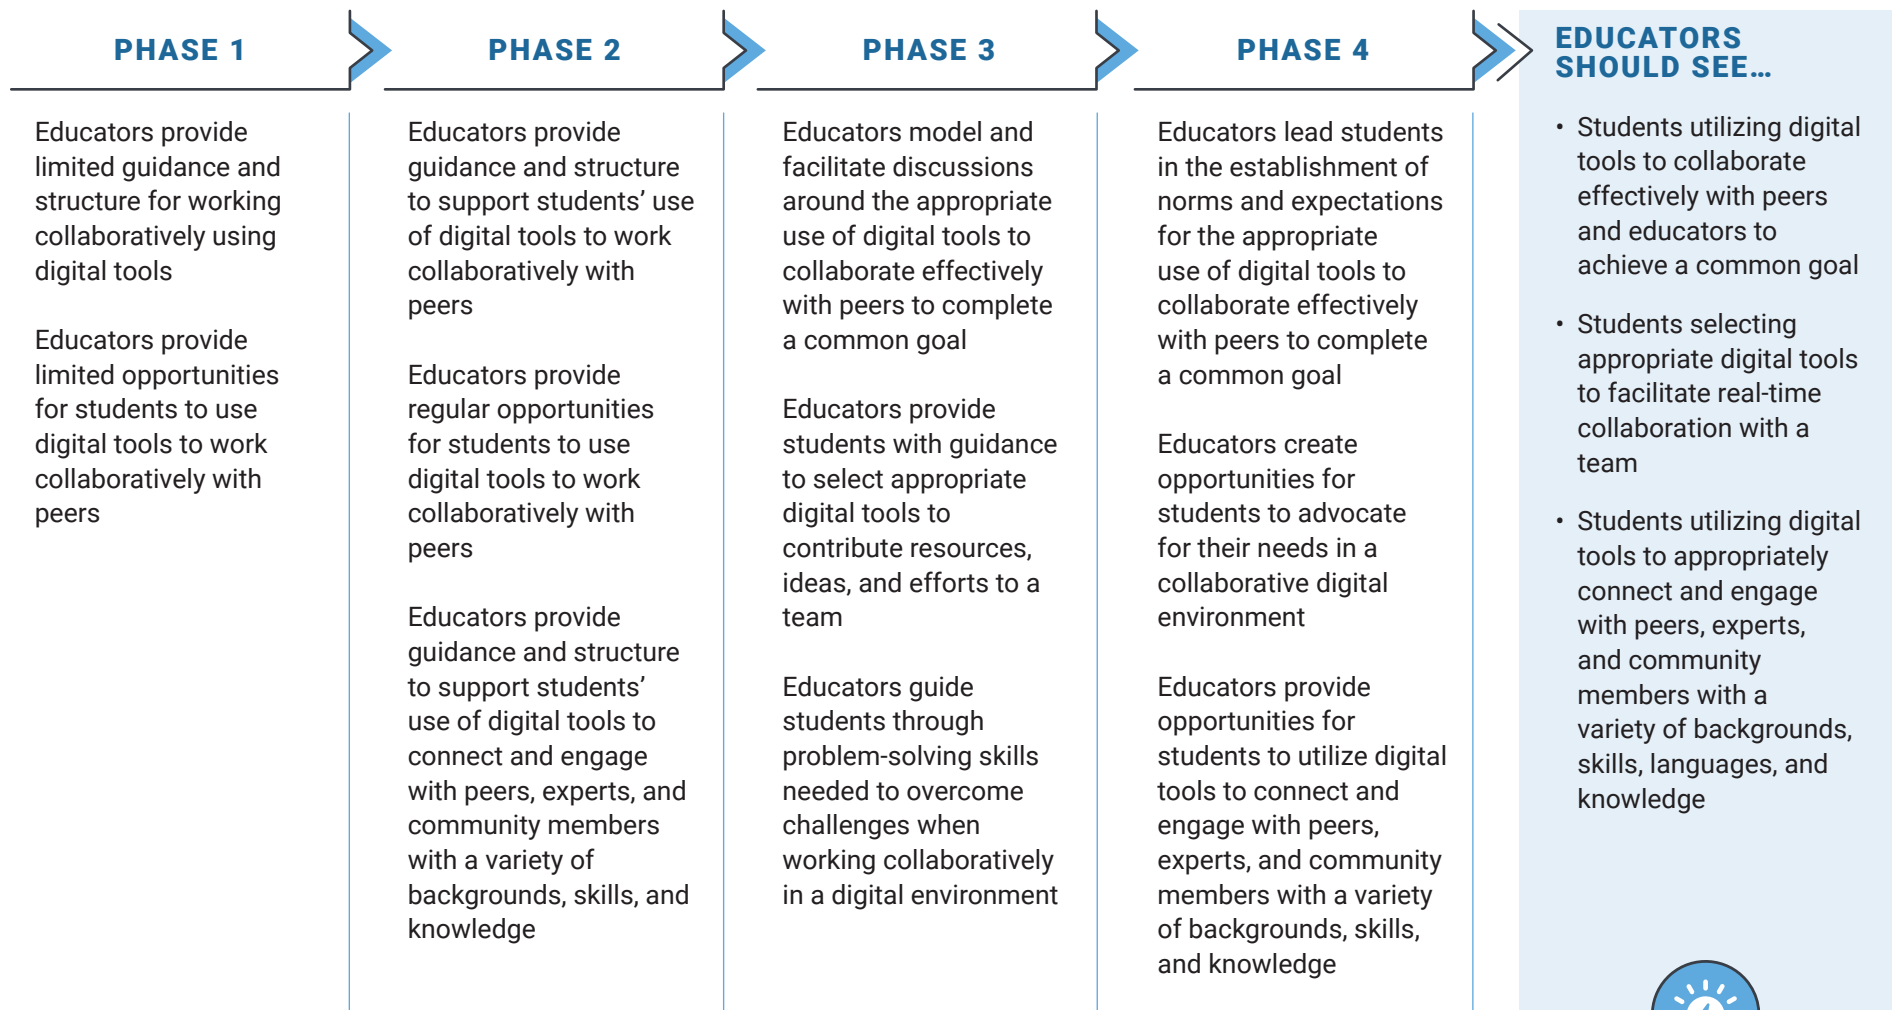 PHASE 1
Educators provide
limited guidance and
structure for working
collaboratively using
digital tools
Educators provide
limited opportunities
for students to use
digital tools to work
collaboratively with
peers
PHASE 2
Educators provide
guidance and structure
to support students’ use
of digital tools to work
collaboratively with
peers
Educators provide
regular opportunities
for students to use
digital tools to work
collaboratively with
peers
Educators provide
guidance and structure
to support students’
use of digital tools to
connect and engage
with peers, experts, and
community members
with a variety of
backgrounds, skills, and
knowledge
PHASE 3
Educators model and
facilitate discussions
around the appropriate
use of digital tools to
collaborate effectively
with peers to complete
a common goal
Educators provide
students with guidance
to select appropriate
digital tools to
contribute resources,
ideas, and efforts to a
team
Educators guide
students through
problem-solving skills
needed to overcome
challenges when
working collaboratively
in a digital environment
PHASE 4
Educators lead students
in the establishment of
norms and expectations
for the appropriate
use of digital tools to
collaborate effectively
with peers to complete
a common goal
Educators create
opportunities for
students to advocate
for their needs in a
collaborative digital
environment
Educators provide
opportunities for
students to utilize digital
tools to connect and
engage with peers,
experts, and community
members with a variety
of backgrounds, skills,
and knowledge
EDUCATORS
SHOULD SEE…
• Students utilizing digital
tools to collaborate
effectively with peers
and educators to
achieve a common goal
• Students selecting
appropriate digital tools
to facilitate real-time
collaboration with a
team
• Students utilizing digital
tools to appropriately
connect and engage
with peers, experts,
and community
members with a
variety of backgrounds,
skills, languages, and
knowledge